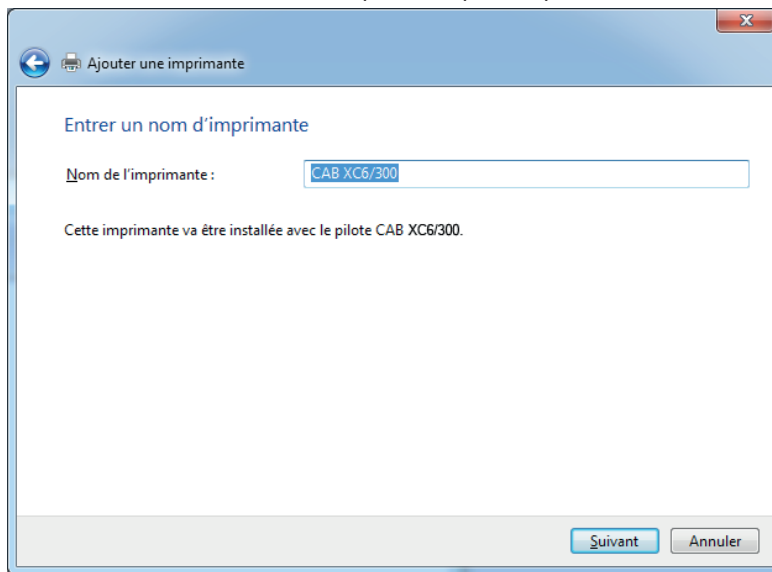 Ajouter une imprimante
Entrer un nom d'imprimante
Nom de l'imprimante : CAB XC6/300
Cette imprimante va être installée avec le pilote CAB XC6/300.
Suivant Annuler